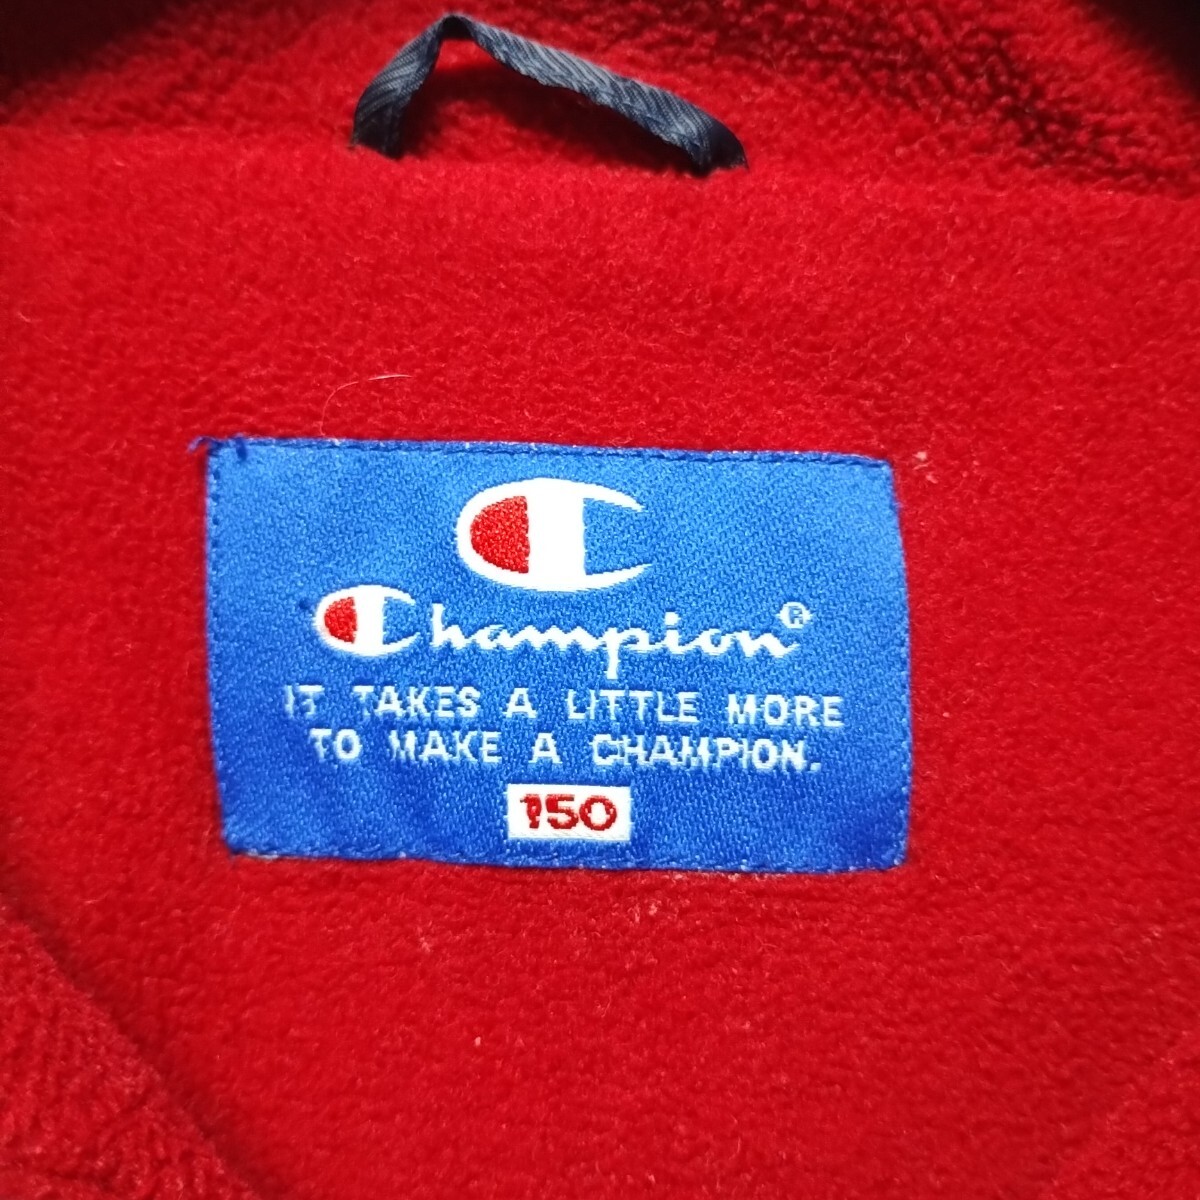 Champion®
IT TAKES A LITTLE MORE
TO MAKE A CHAMPION.
150